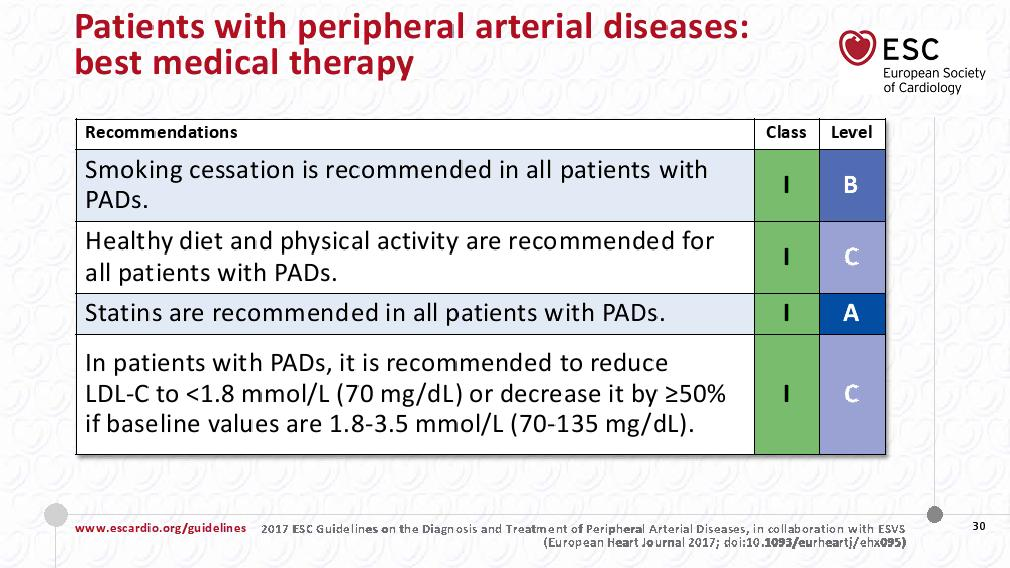 Patients with peripheral arterial diseases:
best medical therapy
ESC
European Society
of Cardiology
Recommendations Class Level
Smoking cessation is recommended in all patients with
PADs.
I B
Healthy diet and physical activity are recommended for
all patients with PADs.
I C
Statins are recommended in all patients with PADs. I A
In patients with PADs, it is recommended to reduce
LDL-C to <1.8 mmol/L (70 mg/dL) or decrease it by ≥50%
if baseline values are 1.8-3.5 mmol/L (70-135 mg/dL).
I C
www.escardio.org/guidelines 2017 ESC Guidelines on the Diagnosis and Treatment of Peripheral Arterial Diseases, in collaboration with ESVS
(European Heart Journal 2017; doi:10.1093/eurheartj/ehx095)
30